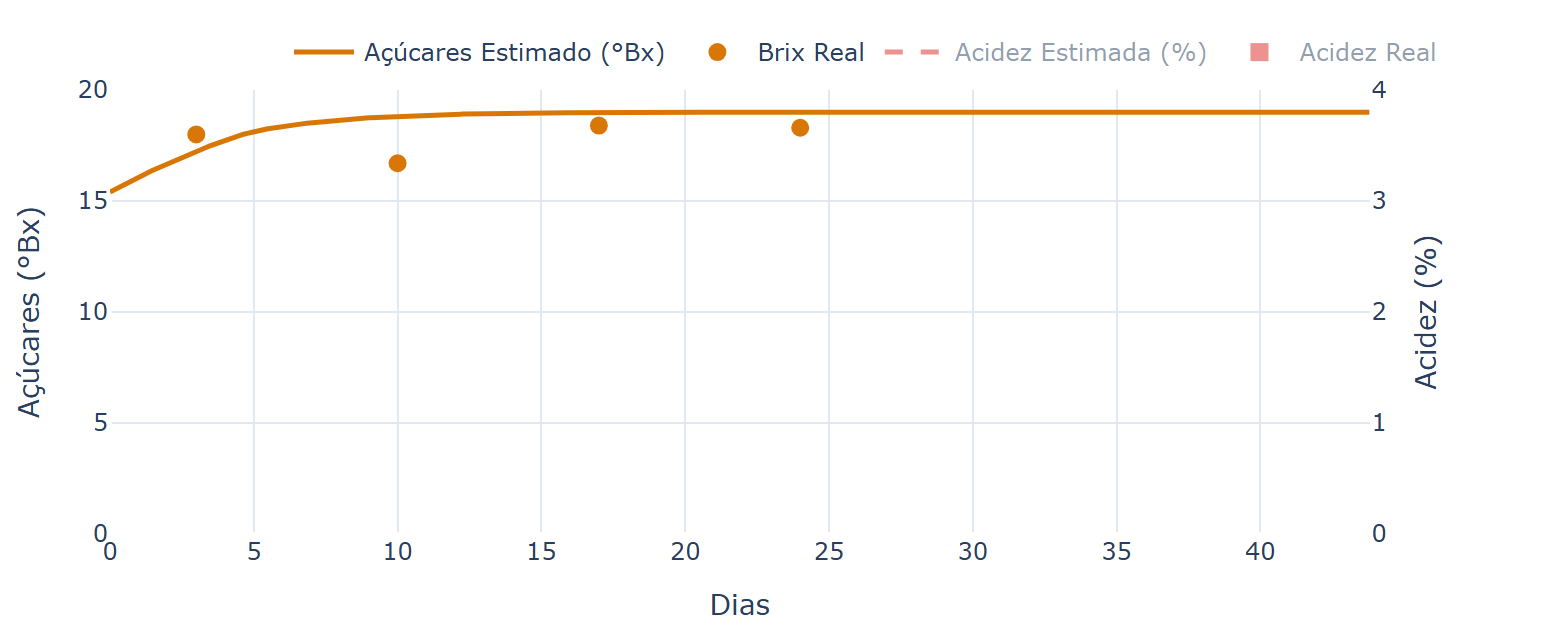 Açúcares Estimado (°Bx) Brix Real Acidez Estimada (%) Acidez Real
20 4
15 3
10 2
5 1
0 0
Açúcares (°Bx)
Acidez (%)
0 5 10 15 20 25 30 35 40
Dias